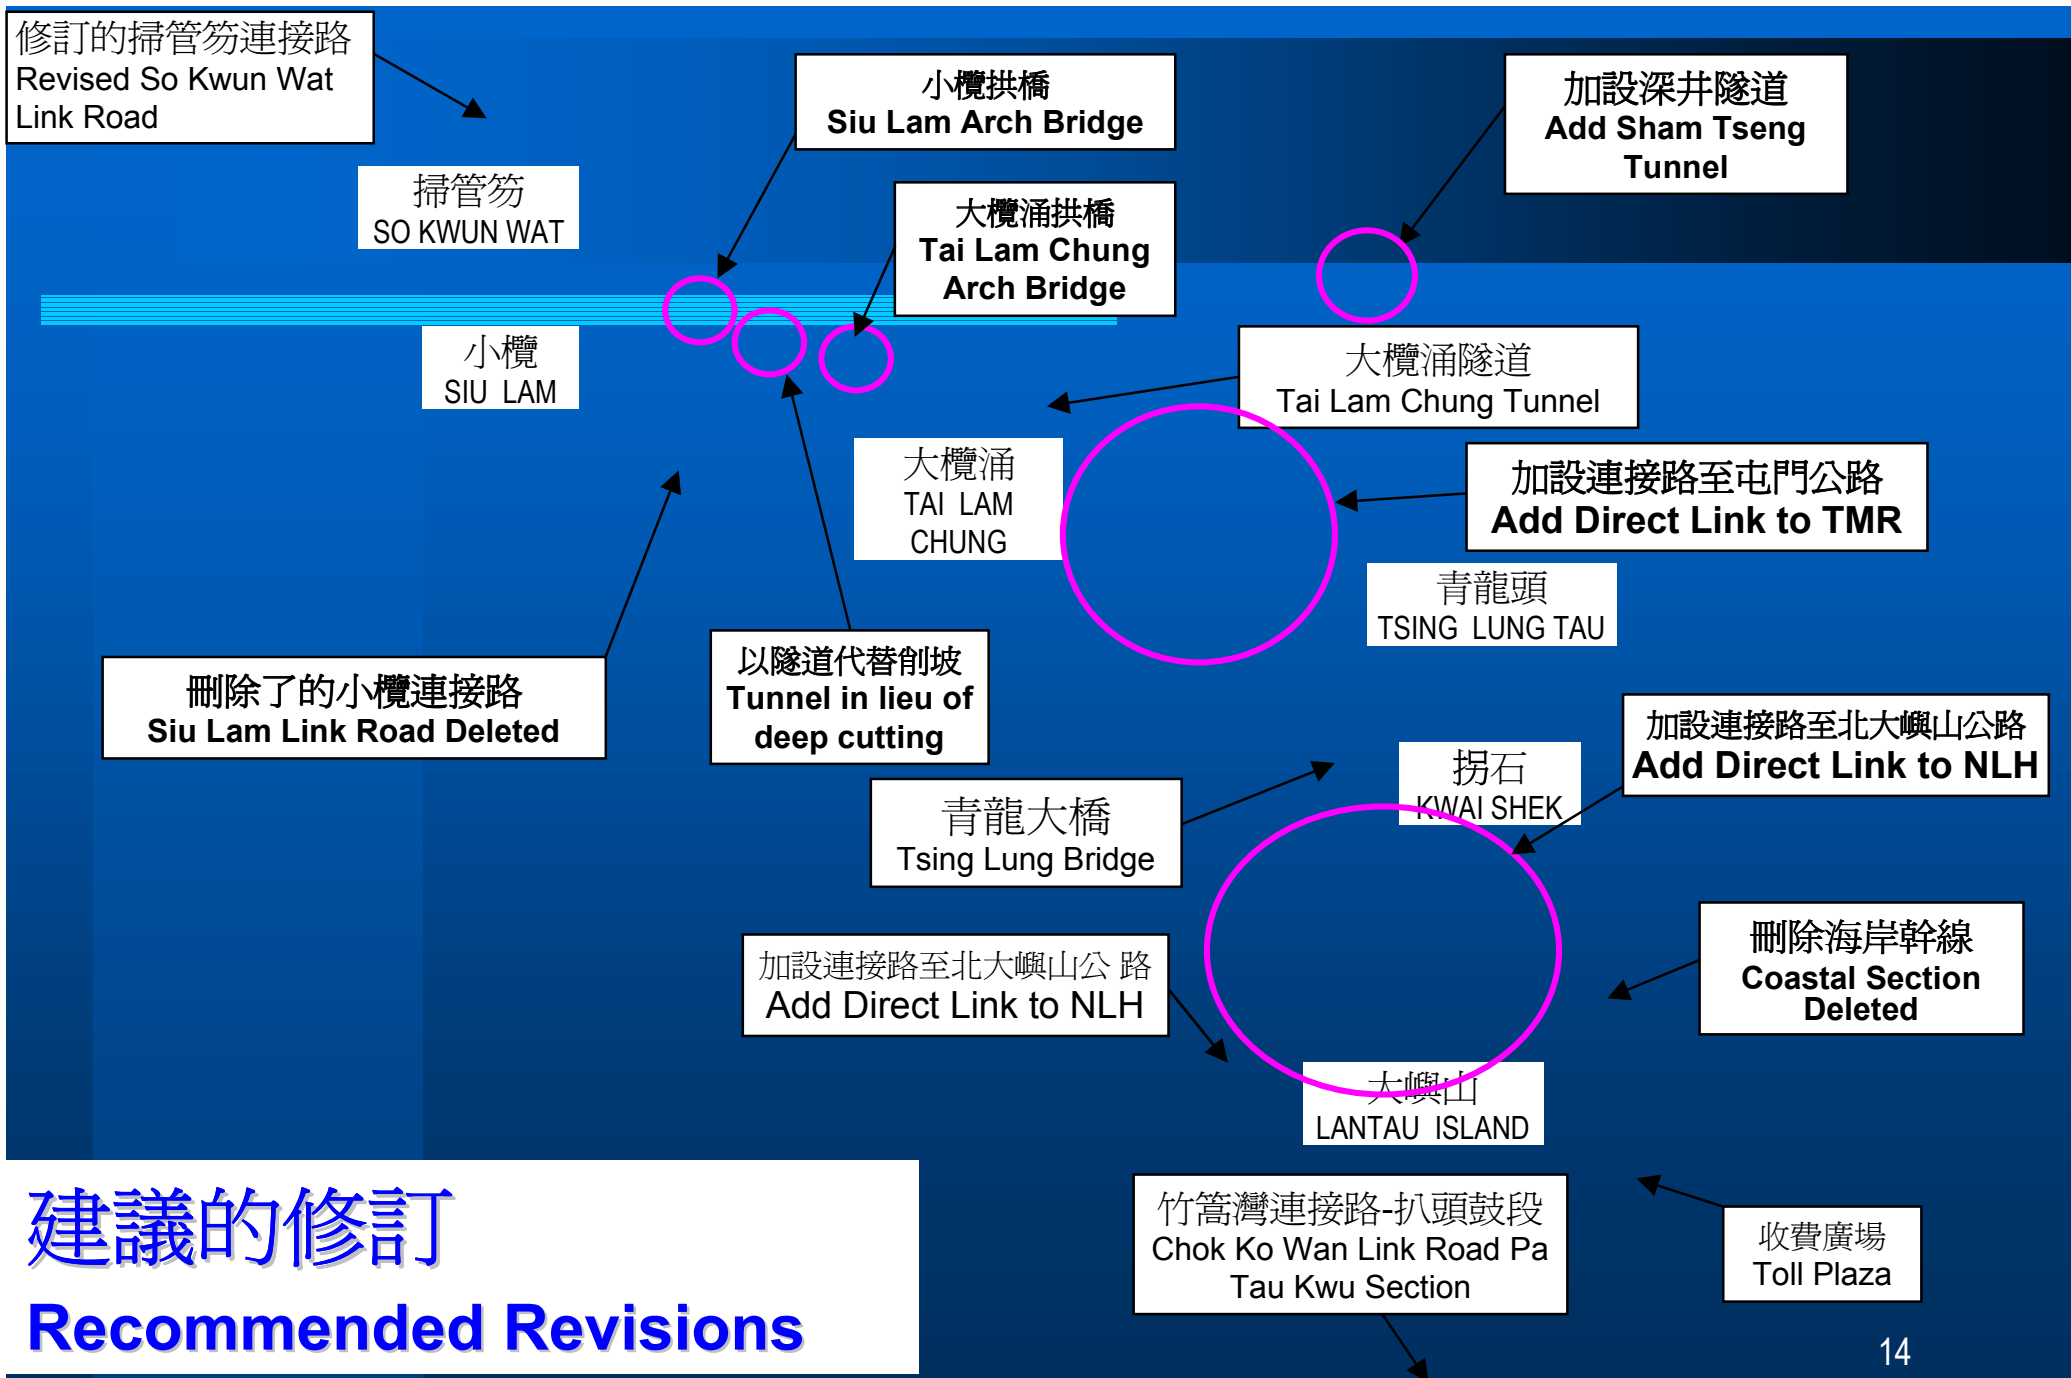 修訂的掃管笏連接路
Revised So Kwun Wat
Link Road
小欖拱橋
Siu Lam Arch Bridge
加設深井隧道
Add Sham Tseng
Tunnel
掃管笏
SO KWUN WAT
大欖涌拱橋
Tai Lam Chung
Arch Bridge
小欖
SIU LAM
大欖涌隧道
Tai Lam Chung Tunnel
大欖涌
TAI LAM
CHUNG
加設連接路至屯門公路
Add Direct Link to TMR
青龍頭
TSING LUNG TAU
刪除了的小欖連接路
Siu Lam Link Road Deleted
以隧道代替削坡
Tunnel in lieu of
deep cutting
加設連接路至北大嶼山公路
Add Direct Link to NLH
拐石
KWAI SHEK
青龍大橋
Tsing Lung Bridge
刪除海岸幹線
Coastal Section
Deleted
加設連接路至北大嶼山公 路
Add Direct Link to NLH
大嶼山
LANTAU ISLAND
竹篙灣連接路-扒頭鼓段
Chok Ko Wan Link Road Pa
Tau Kwu Section
收費廣場
Toll Plaza
建議的修訂
Recommended Revisions
14